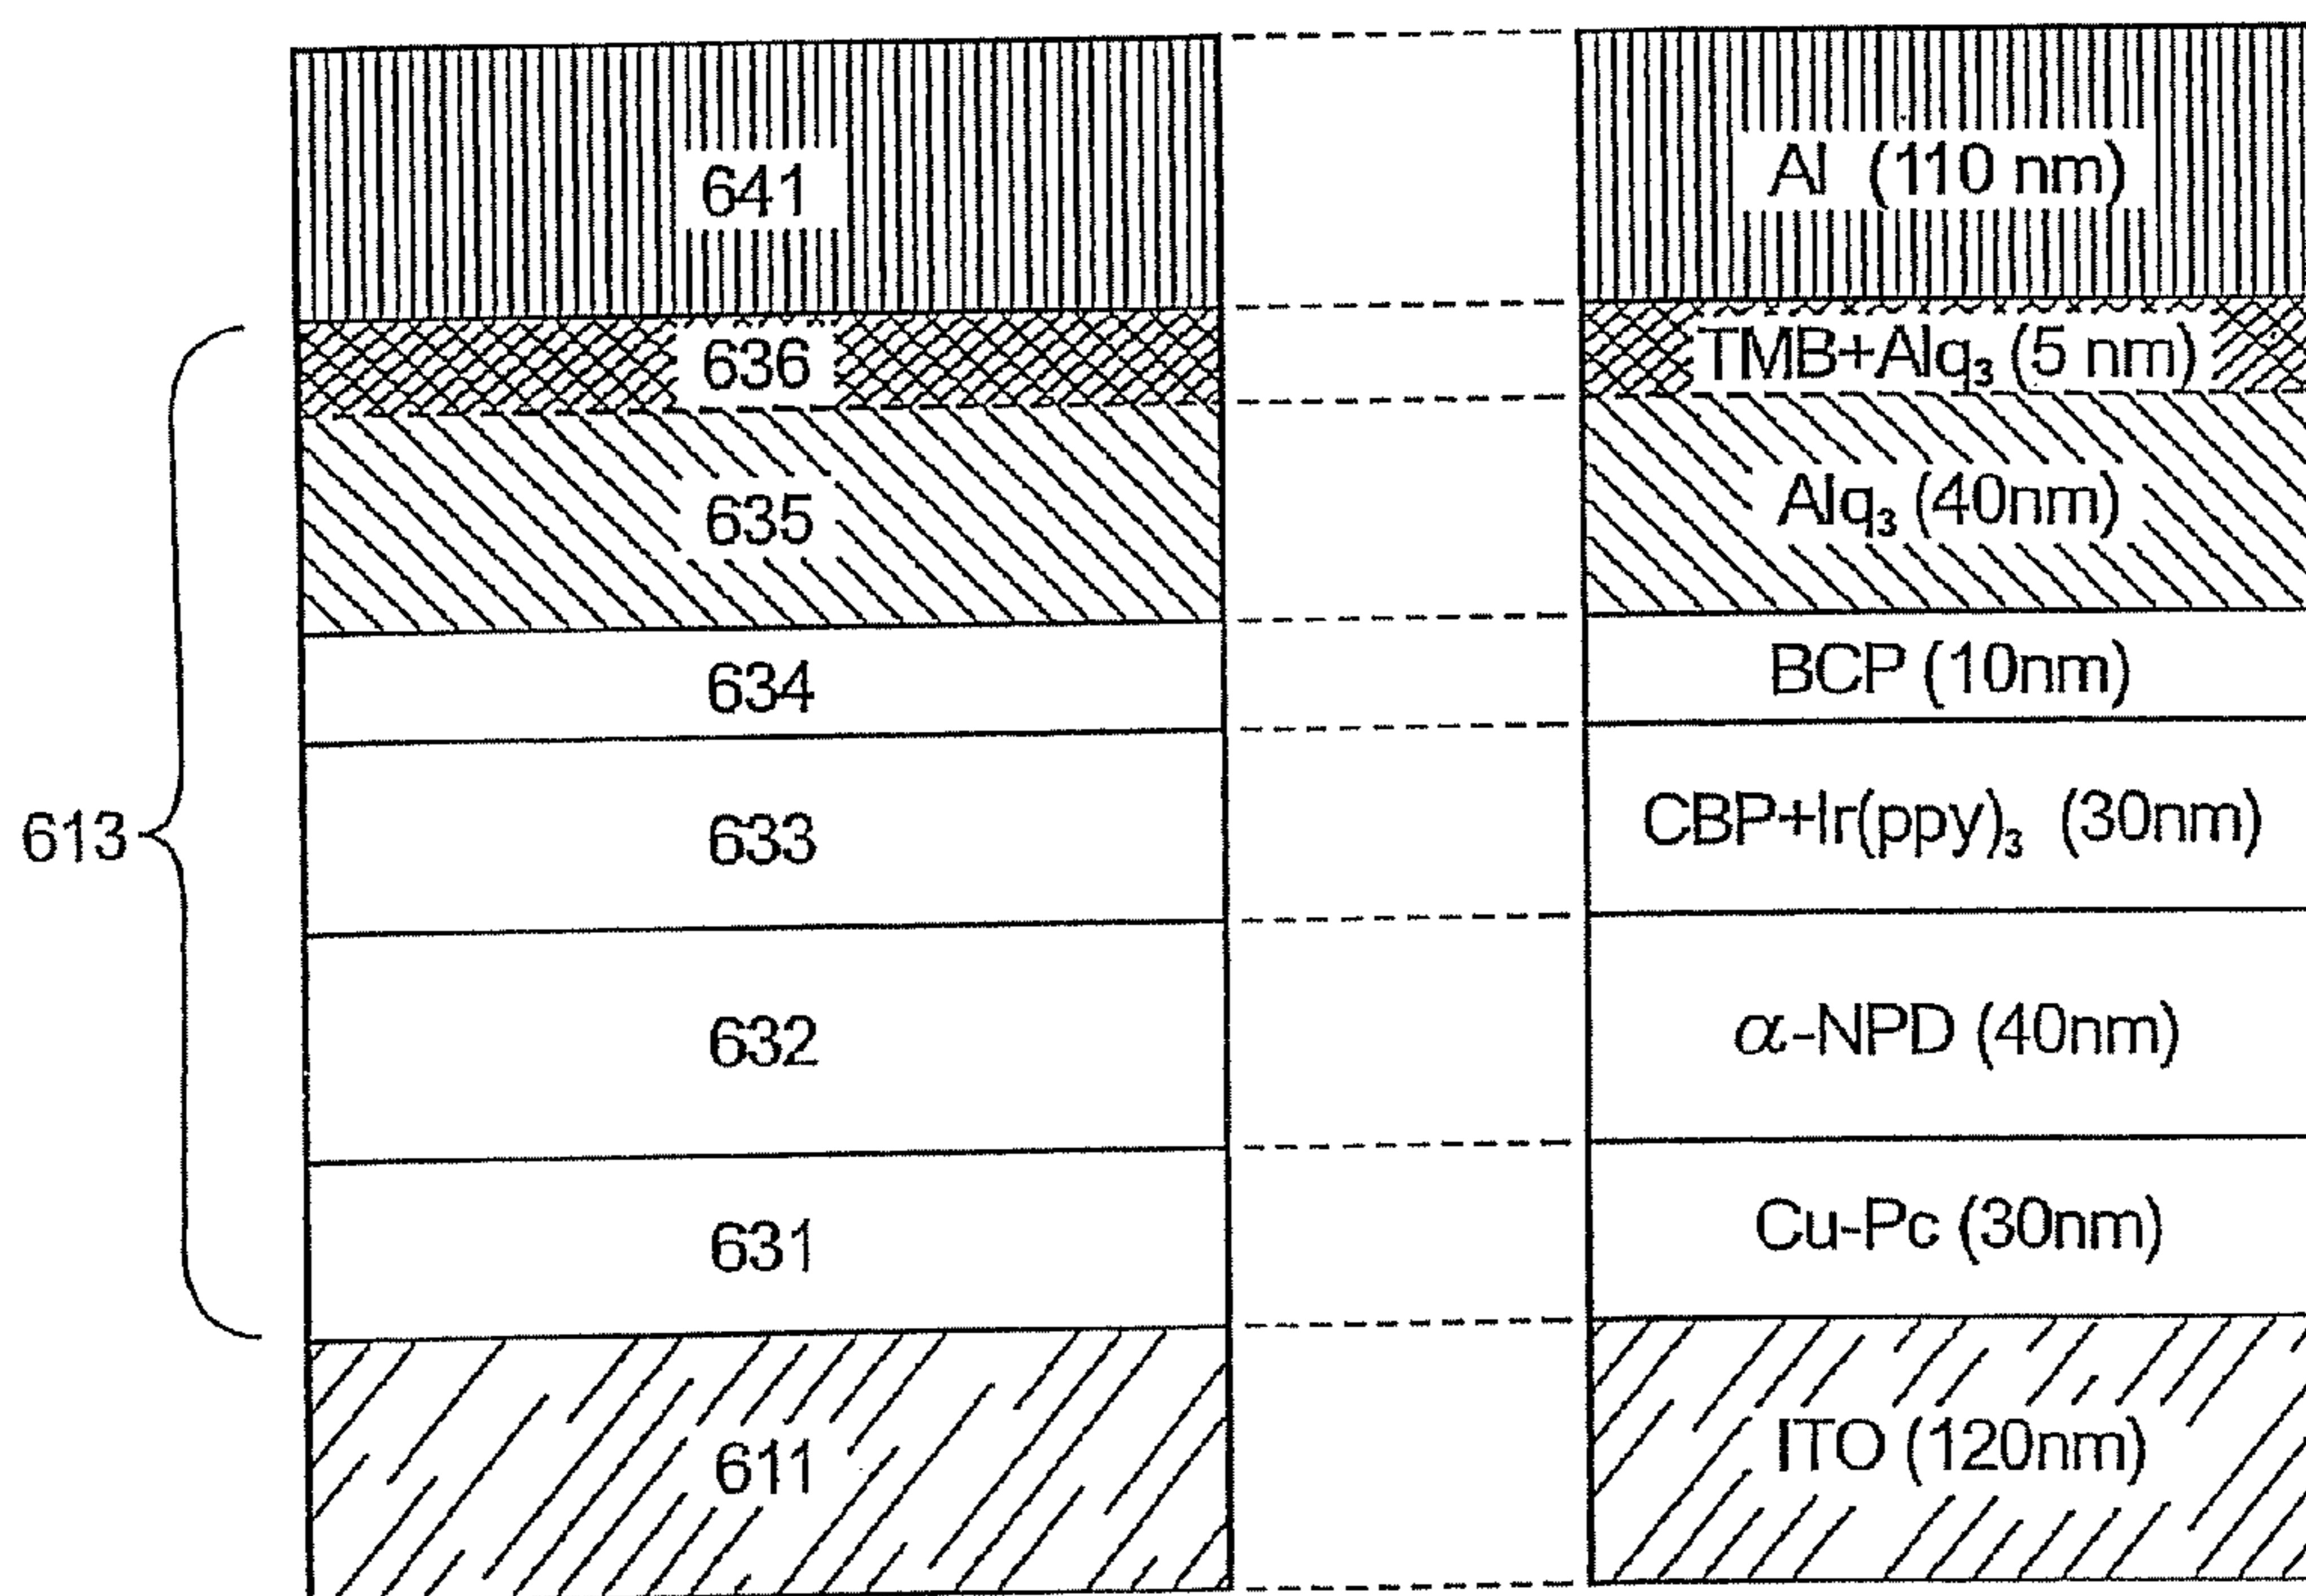 641
Al (110 nm)
636
TMB+Alq₃ (5 nm)
635
Alq₃ (40nm)
634
BCP (10nm)
613
633
CBP+Ir(ppy)₃ (30nm)
632
α-NPD (40nm)
631
Cu-Pc (30nm)
611
ITO (120nm)